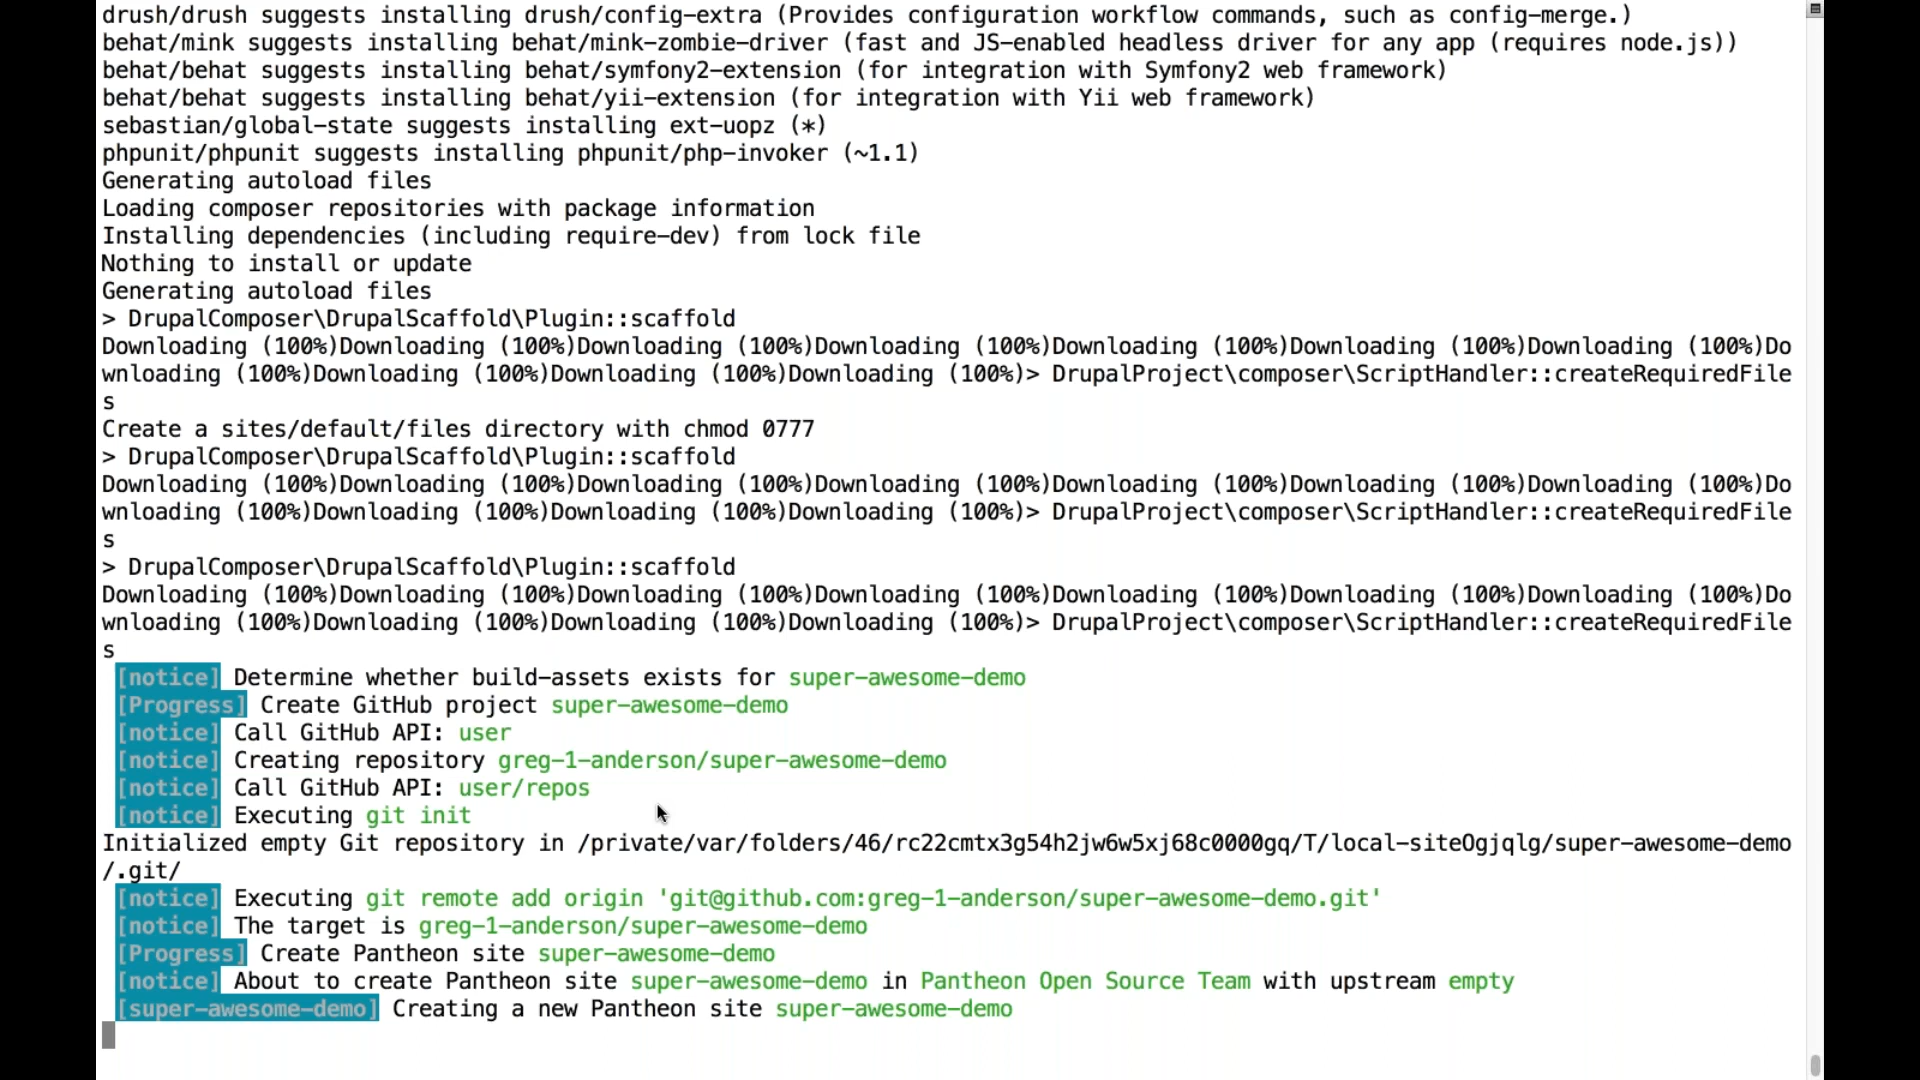 drush/drush suggests installing drush/config-extra (Provides configuration workflow commands, such as config-merge.)
behat/mink suggests installing behat/mink-zombie-driver (fast and JS-enabled headless driver for any app (requires node.js))
behat/behat suggests installing behat/symfony2-extension (for integration with Symfony2 web framework)
behat/behat suggests installing behat/yii-extension (for integration with Yii web framework)
sebastian/global-state suggests installing ext-uopz (*)
phpunit/phpunit suggests installing phpunit/php-invoker (~1.1)
Generating autoload files
Loading composer repositories with package information
Installing dependencies (including require-dev) from lock file
Nothing to install or update
Generating autoload files
> DrupalComposer\DrupalScaffold\Plugin::scaffold
Downloading (100%)Downloading (100%)Downloading (100%)Downloading (100%)Downloading (100%)Downloading (100%)Downloading (100%)Do
wnloading (100%)Downloading (100%)Downloading (100%)Downloading (100%)> DrupalProject\composer\ScriptHandler::createRequiredFile
s
Create a sites/default/files directory with chmod 0777
> DrupalComposer\DrupalScaffold\Plugin::scaffold
Downloading (100%)Downloading (100%)Downloading (100%)Downloading (100%)Downloading (100%)Downloading (100%)Downloading (100%)Do
wnloading (100%)Downloading (100%)Downloading (100%)Downloading (100%)> DrupalProject\composer\ScriptHandler::createRequiredFile
s
> DrupalComposer\DrupalScaffold\Plugin::scaffold
Downloading (100%)Downloading (100%)Downloading (100%)Downloading (100%)Downloading (100%)Downloading (100%)Downloading (100%)Do
wnloading (100%)Downloading (100%)Downloading (100%)Downloading (100%)> DrupalProject\composer\ScriptHandler::createRequiredFile
s
[notice] Determine whether build-assets exists for super-awesome-demo
[Progress] Create GitHub project super-awesome-demo
[notice] Call GitHub API: user
[notice] Creating repository greg-1-anderson/super-awesome-demo
[notice] Call GitHub API: user/repos
[notice] Executing git init
Initialized empty Git repository in /private/var/folders/46/rc22cmtx3g54h2jw6w5xj68c0000gq/T/local-siteOgjqlg/super-awesome-demo
/.git/
[notice] Executing git remote add origin 'git@github.com:greg-1-anderson/super-awesome-demo.git'
[notice] The target is greg-1-anderson/super-awesome-demo
[Progress] Create Pantheon site super-awesome-demo
[notice] About to create Pantheon site super-awesome-demo in Pantheon Open Source Team with upstream empty
[super-awesome-demo] Creating a new Pantheon site super-awesome-demo